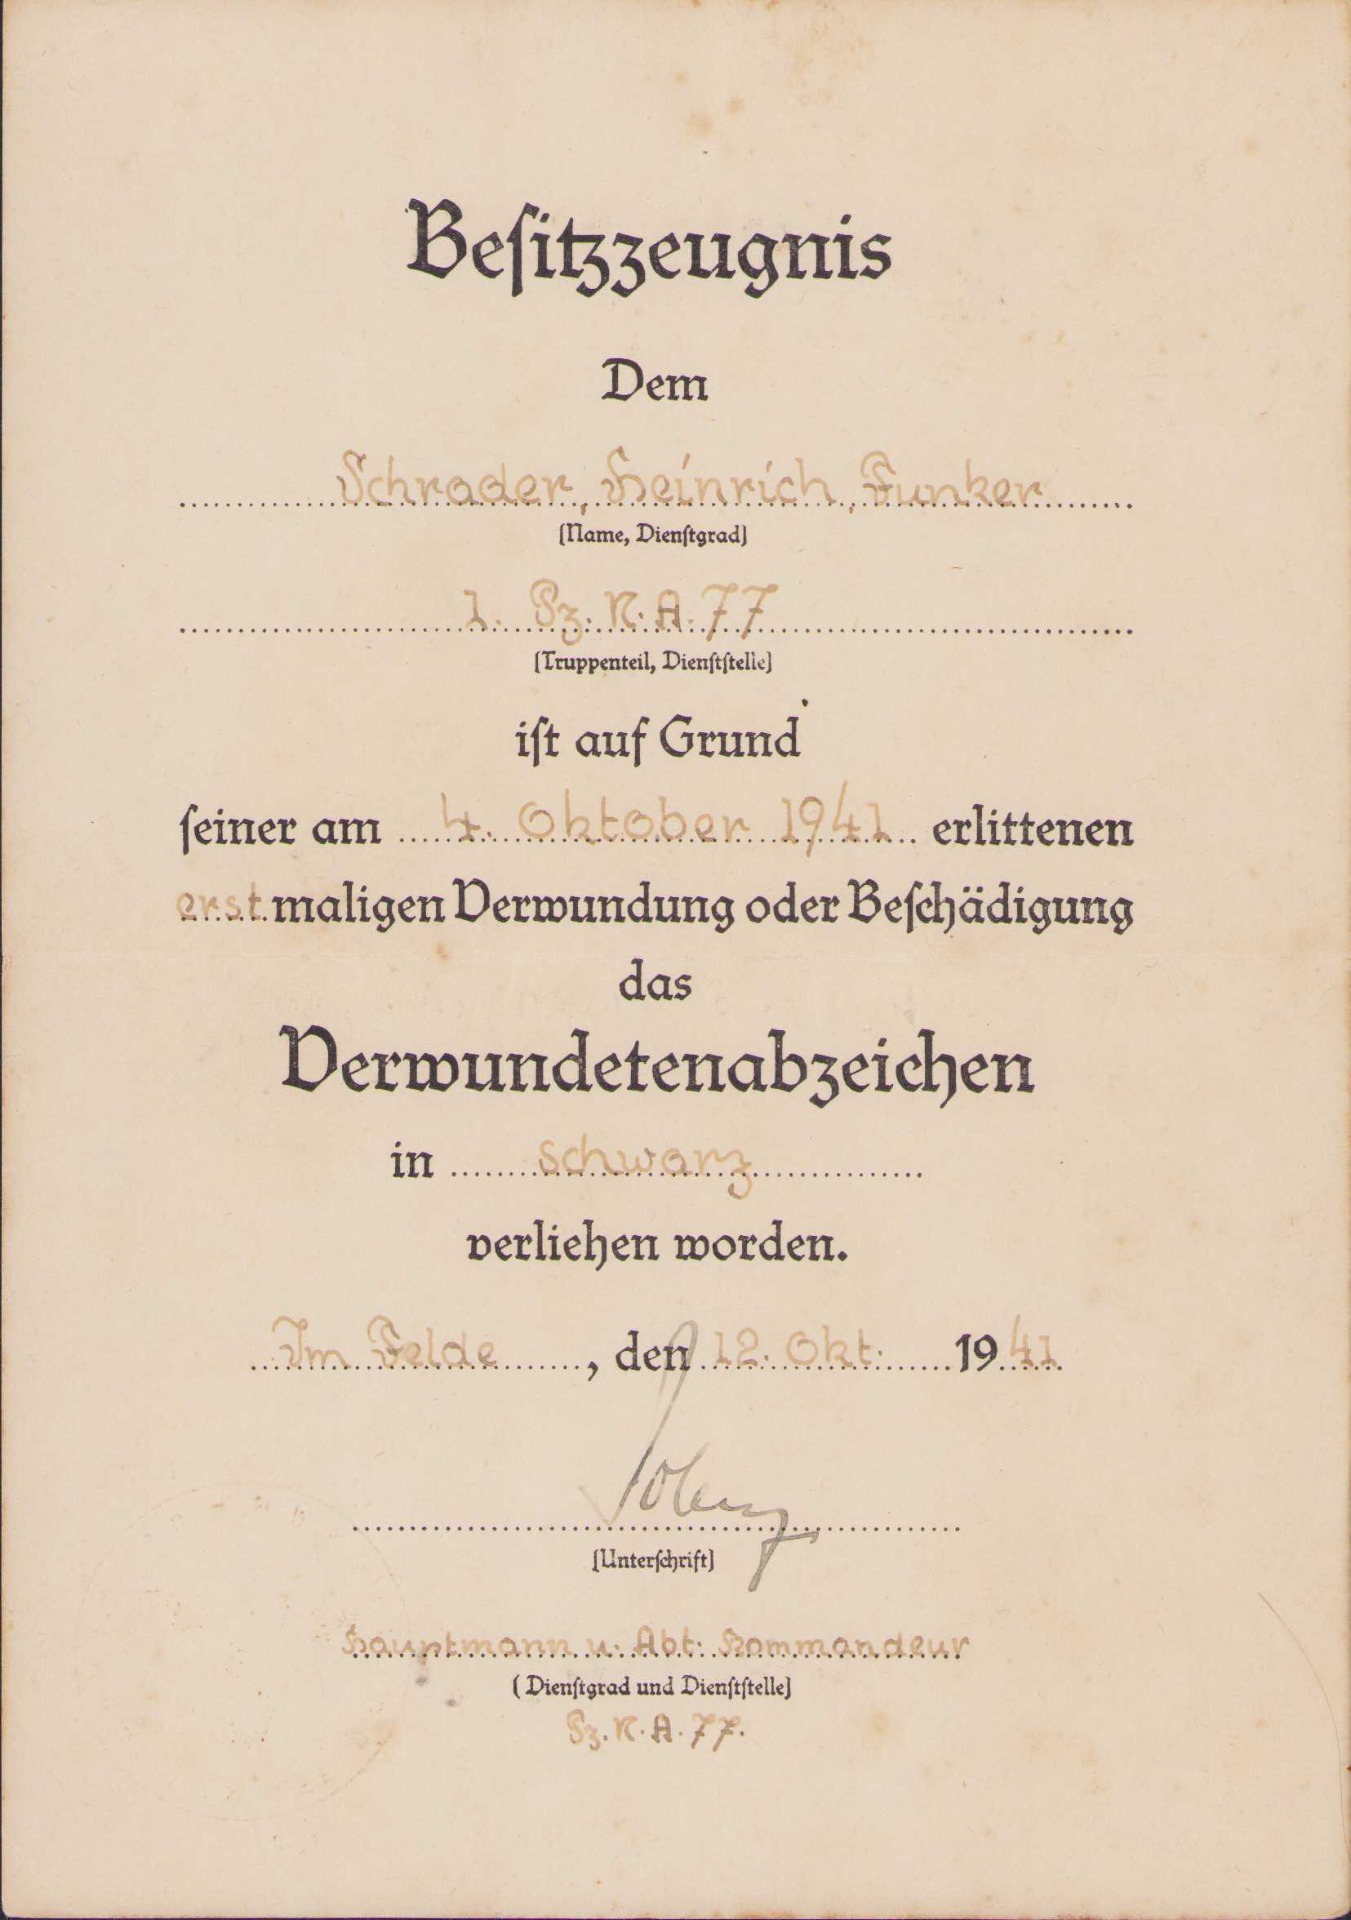 Besitzzeugnis
Dem
Schrader, Heinrich, Funker
(Name, Dienstgrad)
1. Pz. N. A. 77
(Truppenteil, Dienststelle)
ist auf Grund
seiner am 4. Oktober 1941 erlittenen
erstmaligen Verwundung oder Beschädigung
das
Verwundetenabzeichen
in schwarz
verliehen worden.
Im Felde, den 12. Okt. 1941
(Unterschrift)
Hauptmann u. Abt. Kommandeur
(Dienstgrad und Dienststelle)
Pz. N. A. 77.